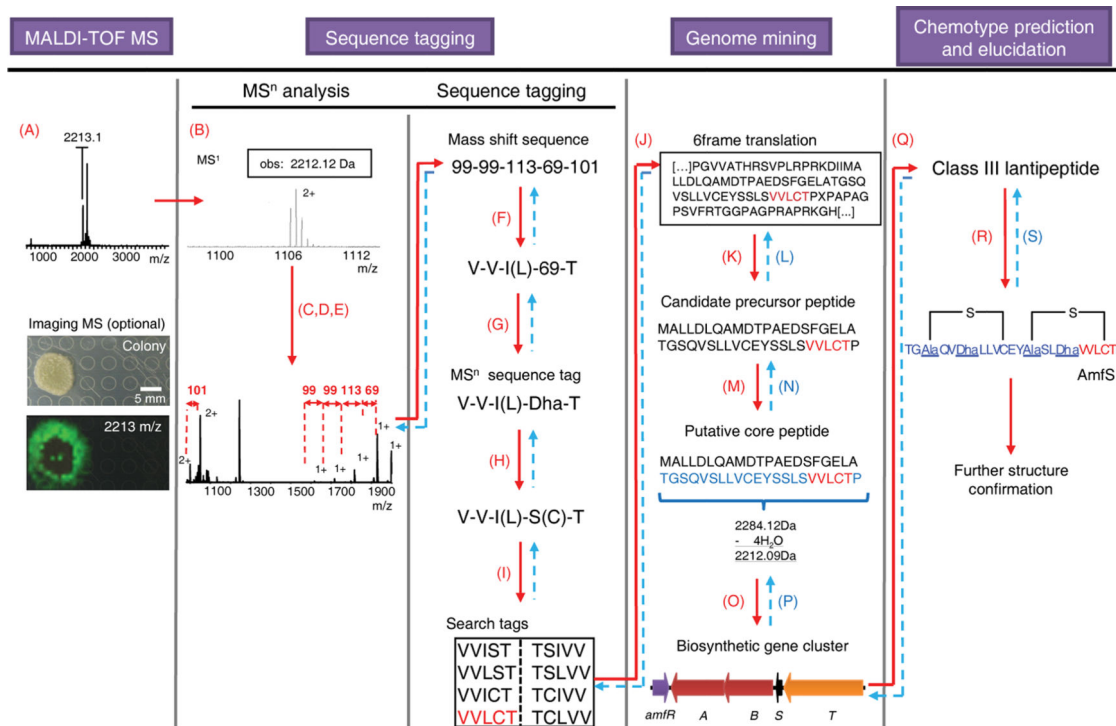 MALDI-TOF MS
Sequence tagging
Genome mining
Chemotype prediction
and elucidation
MSⁿ analysis
Sequence tagging
(A)
2213.1
1000 2000 3000 m/z
Imaging MS (optional)
Colony
5 mm
2213 m/z
(B)
MS¹
obs: 2212.12 Da
2+
1100 1106 1112
m/z
(C,D,E)
101
99 99 113 69
2+
2+
1+ 1+ 1+ 1+ 1+
1100 1300 1500 1700 1900
m/z
Mass shift sequence
99-99-113-69-101
(F)
V-V-I(L)-69-T
(G)
MSⁿ sequence tag
V-V-I(L)-Dha-T
(H)
V-V-I(L)-S(C)-T
(I)
Search tags
VVIST TSIVV
VVLST TSLVV
VVICT TCIVV
VVLCT TCLVV
(J)
6frame translation
[...]PGVVATHRSVPLRPRKDIIMA
LLDLQAMDTPAEDSFGELATGSQ
VSLLVCEYSSLSVVLCTPXPAPAG
PSVFRTGGPAGPRAPRKGH[...]
(K)
(L)
Candidate precursor peptide
MALLDLQAMDTPAEDSFGELA
TGSQVSLLVCEYSSLSVVLCTP
(M)
(N)
Putative core peptide
MALLDLQAMDTPAEDSFGELA
TGSQVSLLVCEYSSLSVVLCTP
2284.12Da
- 4H₂O
2212.09Da
(O)
(P)
Biosynthetic gene cluster
amfR A B S T
(Q)
Class III lantipeptide
(R)
(S)
S S
TGAlaQVDhaLLVCEYAlaSLDhaVVLCT
AmfS
Further structure
confirmation